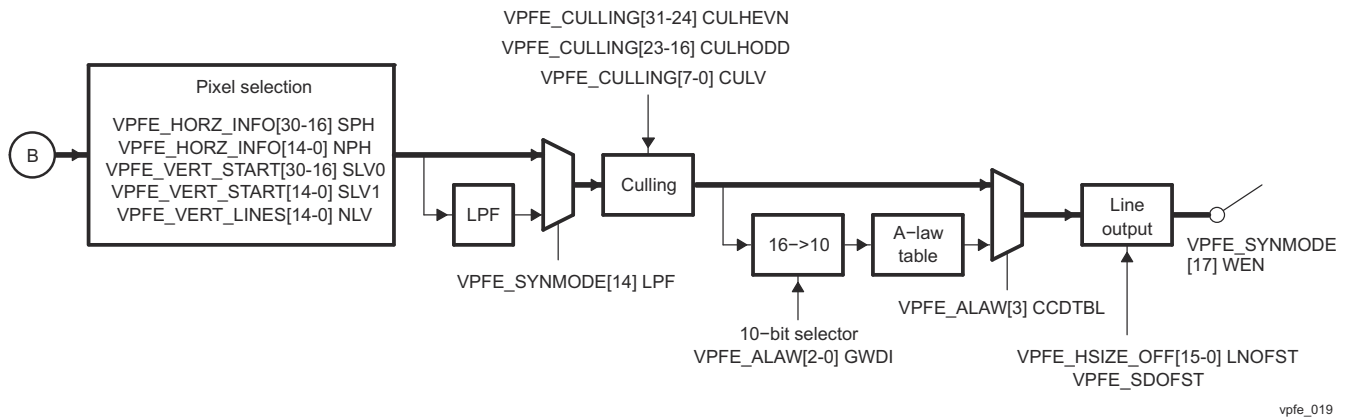 VPFE_CULLING[31-24] CULHEVN
VPFE_CULLING[23-16] CULHODD
VPFE_CULLING[7-0] CULV
Pixel selection
VPFE_HORZ_INFO[30-16] SPH
VPFE_HORZ_INFO[14-0] NPH
VPFE_VERT_START[30-16] SLV0
VPFE_VERT_START[14-0] SLV1
VPFE_VERT_LINES[14-0] NLV
B
LPF
Culling
VPFE_SYNMODE[14] LPF
16−>10
A−law
table
Line
output
VPFE_SYNMODE
[17] WEN
VPFE_ALAW[3] CCDTBL
10−bit selector
VPFE_ALAW[2-0] GWDI
VPFE_HSIZE_OFF[15-0] LNOFST
VPFE_SDOFST
vpfe_019